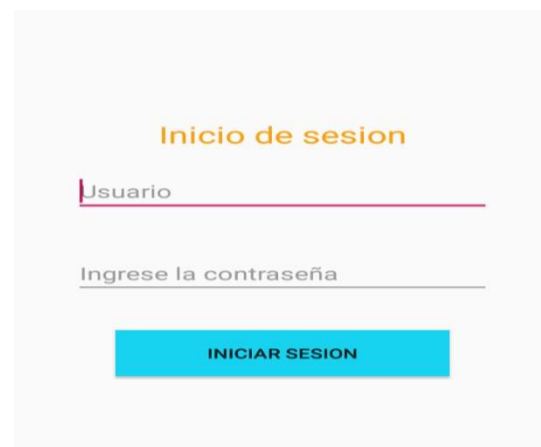 Inicio de sesion
Usuario
Ingrese la contraseña
INICIAR SESION